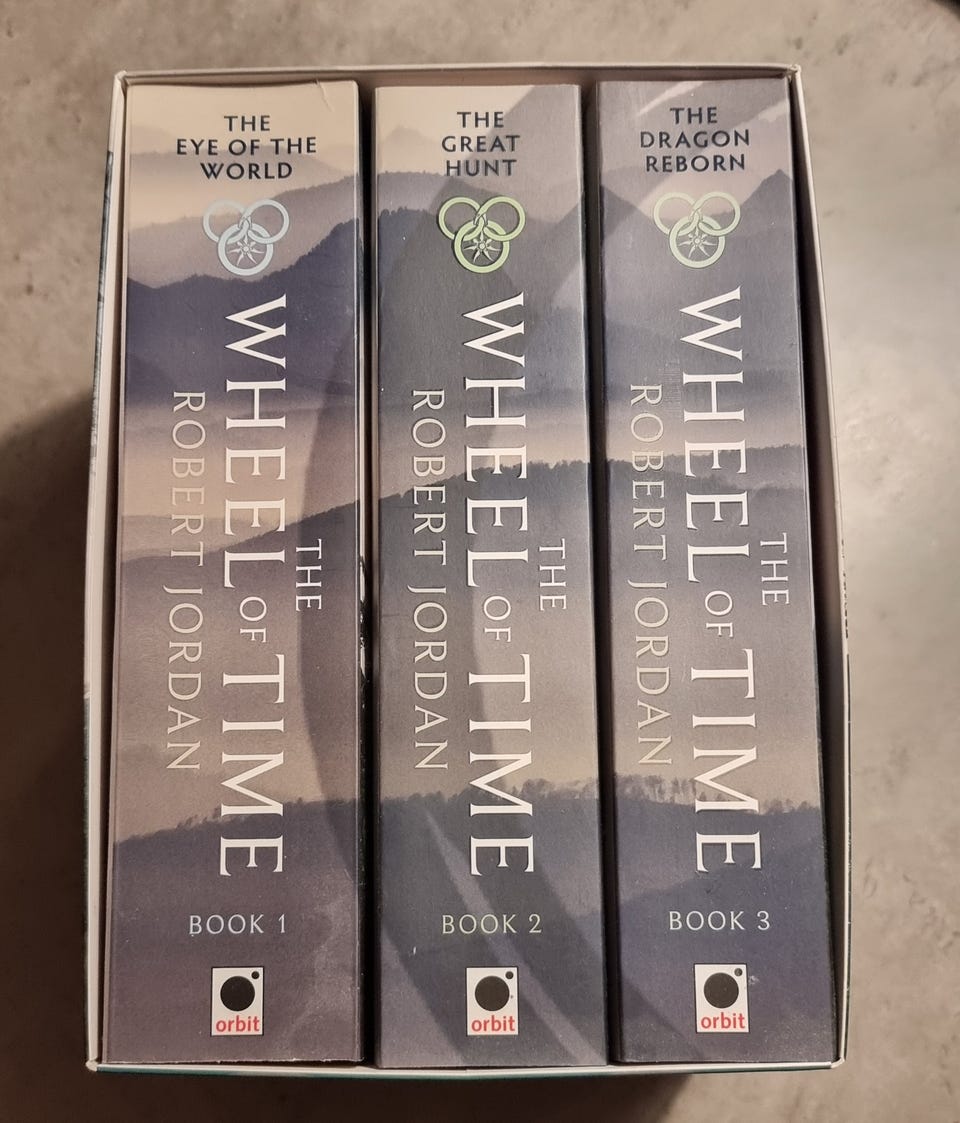 THE
EYE OF THE
WORLD
THE
WHEEL OF TIME
ROBERT JORDAN
BOOK 1
orbit
THE
GREAT
HUNT
THE
WHEEL OF TIME
ROBERT JORDAN
BOOK 2
orbit
THE
DRAGON
REBORN
THE
WHEEL OF TIME
ROBERT JORDAN
BOOK 3
orbit